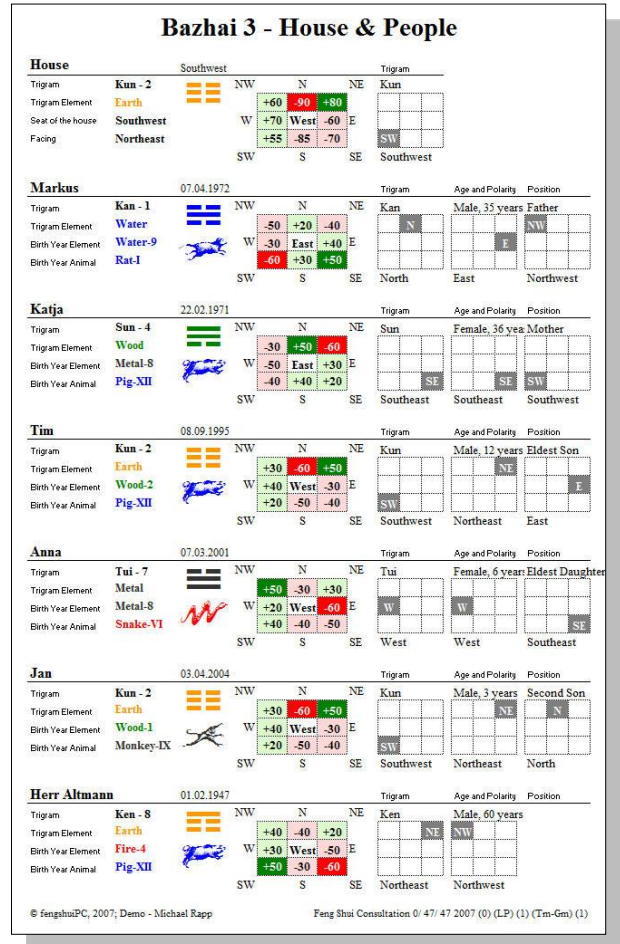 Bazhai 3 - House & People
House Southwest Trigram
Trigram Kun - 2 NW N NE Kun
Trigram Element Earth +60 -90 +80
Seat of the house Southwest W +70 West -60 E
Facing Northeast +55 -85 -70 SW
SW S SE Southwest
Markus 07.04.1972 Trigram Age and Polarity Position
Trigram Kan - 1 NW N NE Kan Male, 35 years Father
Trigram Element Water -50 +20 -40 N NW
Birth Year Element Water-9 W -30 East +40 E E
Birth Year Animal Rat-I -60 +30 +50
SW S SE North East Northwest
Katja 22.02.1971 Trigram Age and Polarity Position
Trigram Sun - 4 NW N NE Sun Female, 36 yea Mother
Trigram Element Wood -30 +50 -60
Birth Year Element Metal-8 W -50 East +30 E
Birth Year Animal Pig-XII -40 +40 +20 SE SE SW
SW S SE Southeast Southeast Southwest
Tim 08.09.1995 Trigram Age and Polarity Position
Trigram Kun - 2 NW N NE Kun Male, 12 years Eldest Son
Trigram Element Earth +30 -60 +50 NE
Birth Year Element Wood-2 W +40 West -30 E E
Birth Year Animal Pig-XII +20 -50 -40 SW
SW S SE Southwest Northeast East
Anna 07.03.2001 Trigram Age and Polarity Position
Trigram Tui - 7 NW N NE Tui Female, 6 years Eldest Daughter
Trigram Element Metal +50 -30 +30
Birth Year Element Metal-8 W +20 West -60 E W W
Birth Year Animal Snake-VI +40 -40 -50 SE
SW S SE West West Southeast
Jan 03.04.2004 Trigram Age and Polarity Position
Trigram Kun - 2 NW N NE Kun Male, 3 years Second Son
Trigram Element Earth +30 -60 +50 NE N
Birth Year Element Wood-1 W +40 West -30 E
Birth Year Animal Monkey-IX +20 -50 -40 SW
SW S SE Southwest Northeast North
Herr Altmann 01.02.1947 Trigram Age and Polarity Position
Trigram Ken - 8 NW N NE Ken Male, 60 years
Trigram Element Earth +40 -40 +20 NE NW
Birth Year Element Fire-4 W +30 West -50 E
Birth Year Animal Pig-XII +50 -30 -60
SW S SE Northeast Northwest
© fengshuiPC, 2007; Demo - Michael Rapp Feng Shui Consultation 0/ 47/ 47 2007 (0) (LP) (1) (Tm-Gm) (1)